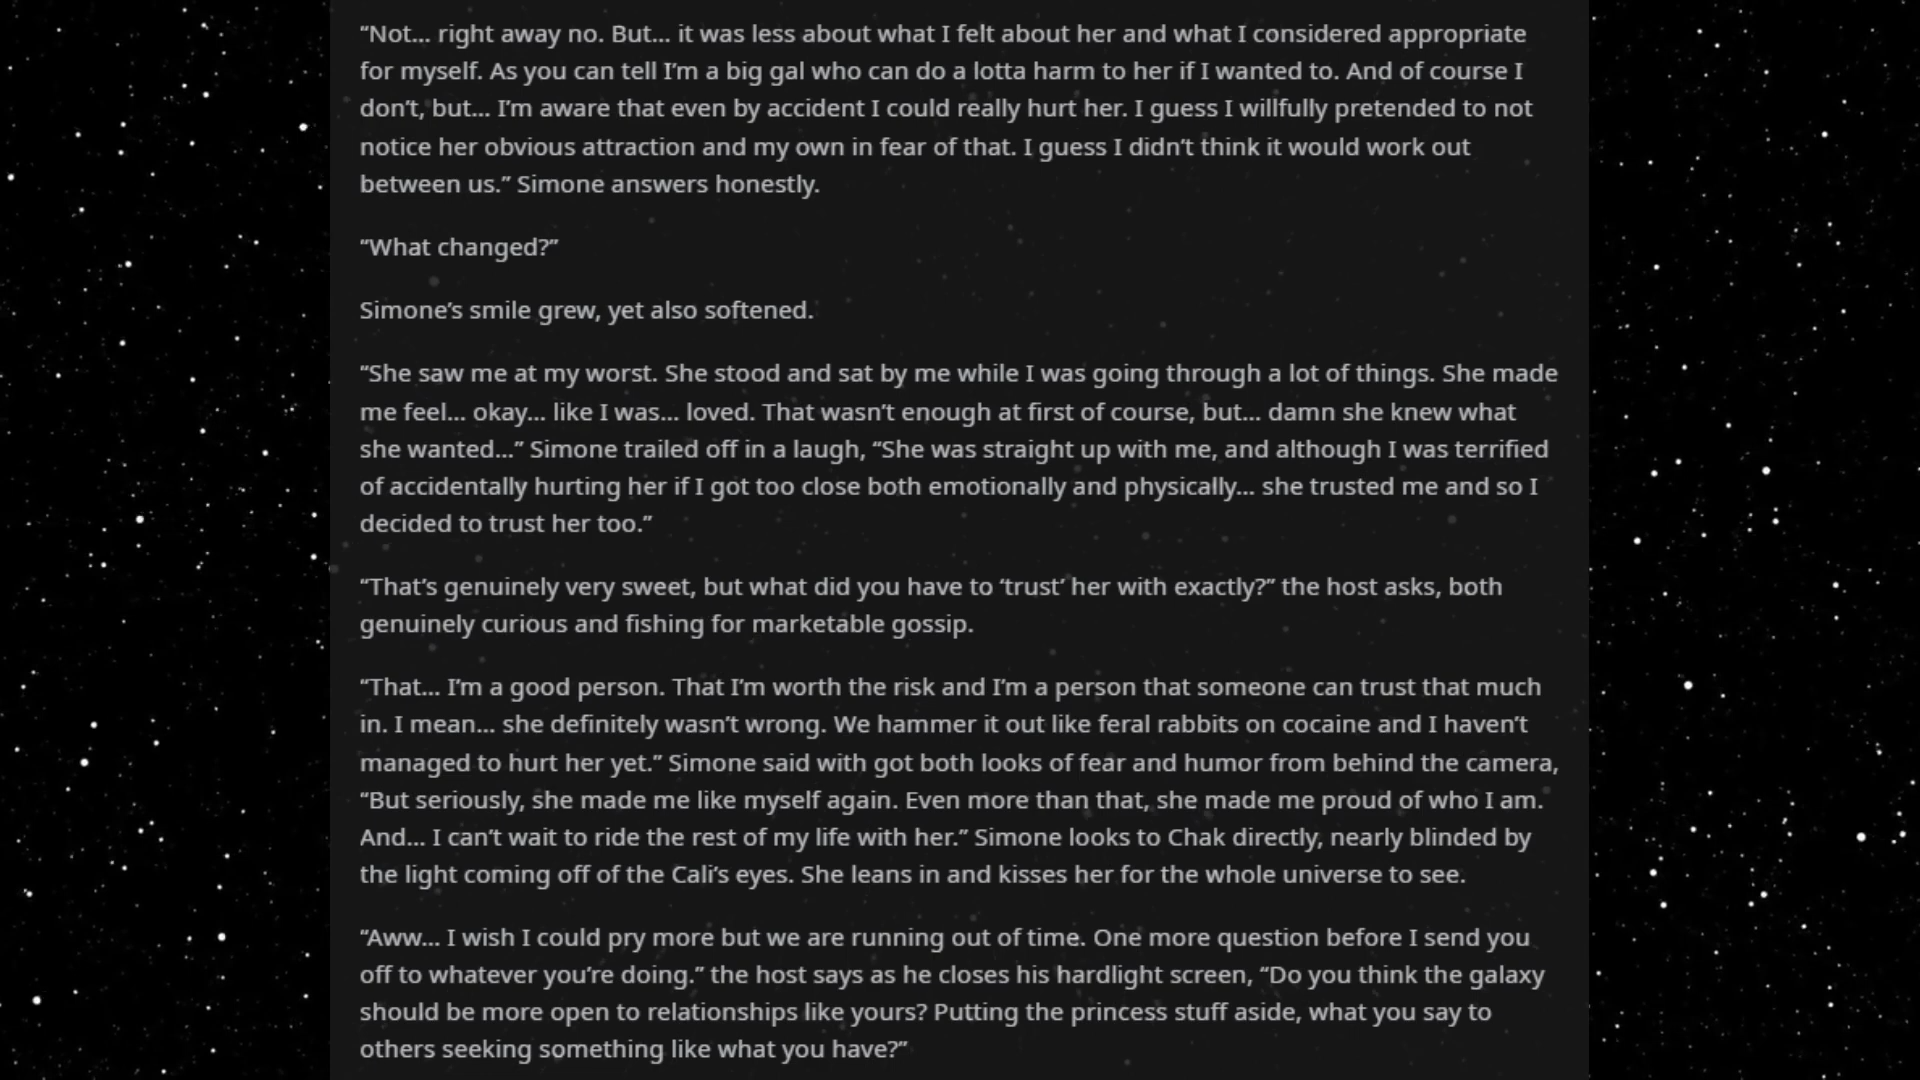 “Not... right away no. But... it was less about what I felt about her and what I considered appropriate
for myself. As you can tell I’m a big gal who can do a lotta harm to her if I wanted to. And of course I
don’t, but... I’m aware that even by accident I could really hurt her. I guess I willfully pretended to not
notice her obvious attraction and my own in fear of that. I guess I didn’t think it would work out
between us.” Simone answers honestly.
“What changed?”
Simone’s smile grew, yet also softened.
“She saw me at my worst. She stood and sat by me while I was going through a lot of things. She made
me feel... okay... like I was... loved. That wasn’t enough at first of course, but... damn she knew what
she wanted...” Simone trailed off in a laugh, “She was straight up with me, and although I was terrified
of accidentally hurting her if I got too close both emotionally and physically... she trusted me and so I
decided to trust her too.”
“That’s genuinely very sweet, but what did you have to ‘trust’ her with exactly?” the host asks, both
genuinely curious and fishing for marketable gossip.
“That... I’m a good person. That I’m worth the risk and I’m a person that someone can trust that much
in. I mean... she definitely wasn’t wrong. We hammer it out like feral rabbits on cocaine and I haven’t
managed to hurt her yet.” Simone said with got both looks of fear and humor from behind the camera,
“But seriously, she made me like myself again. Even more than that, she made me proud of who I am.
And... I can’t wait to ride the rest of my life with her.” Simone looks to Chak directly, nearly blinded by
the light coming off of the Cali’s eyes. She leans in and kisses her for the whole universe to see.
“Aww... I wish I could pry more but we are running out of time. One more question before I send you
off to whatever you’re doing.” the host says as he closes his hardlight screen, “Do you think the galaxy
should be more open to relationships like yours? Putting the princess stuff aside, what you say to
others seeking something like what you have?”